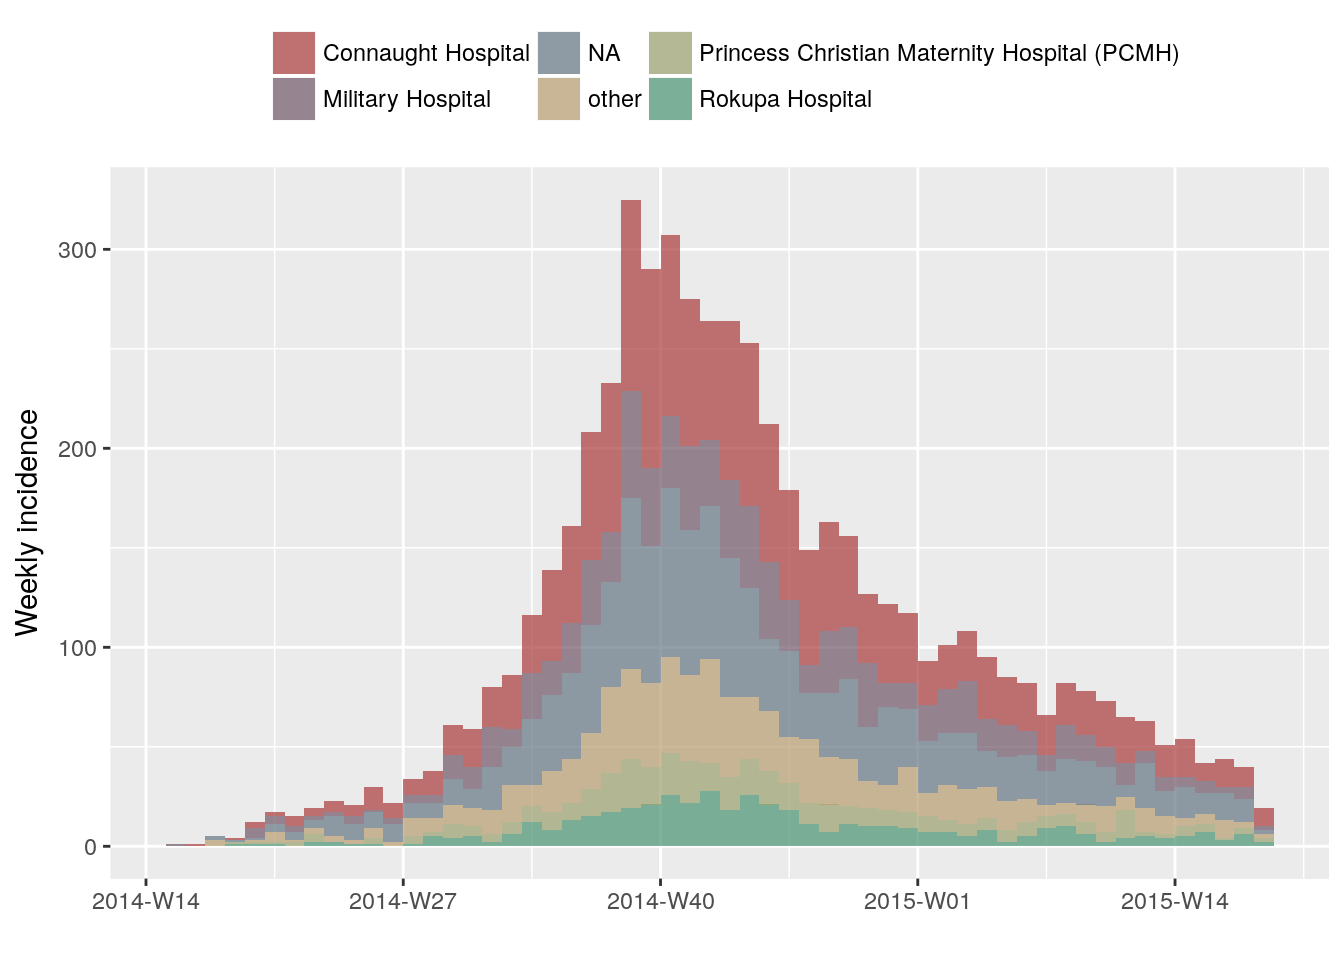 Connaught Hospital NA Princess Christian Maternity Hospital (PCMH)
Military Hospital other Rokupa Hospital
Weekly incidence
300
200
100
0
2014-W14 2014-W27 2014-W40 2015-W01 2015-W14